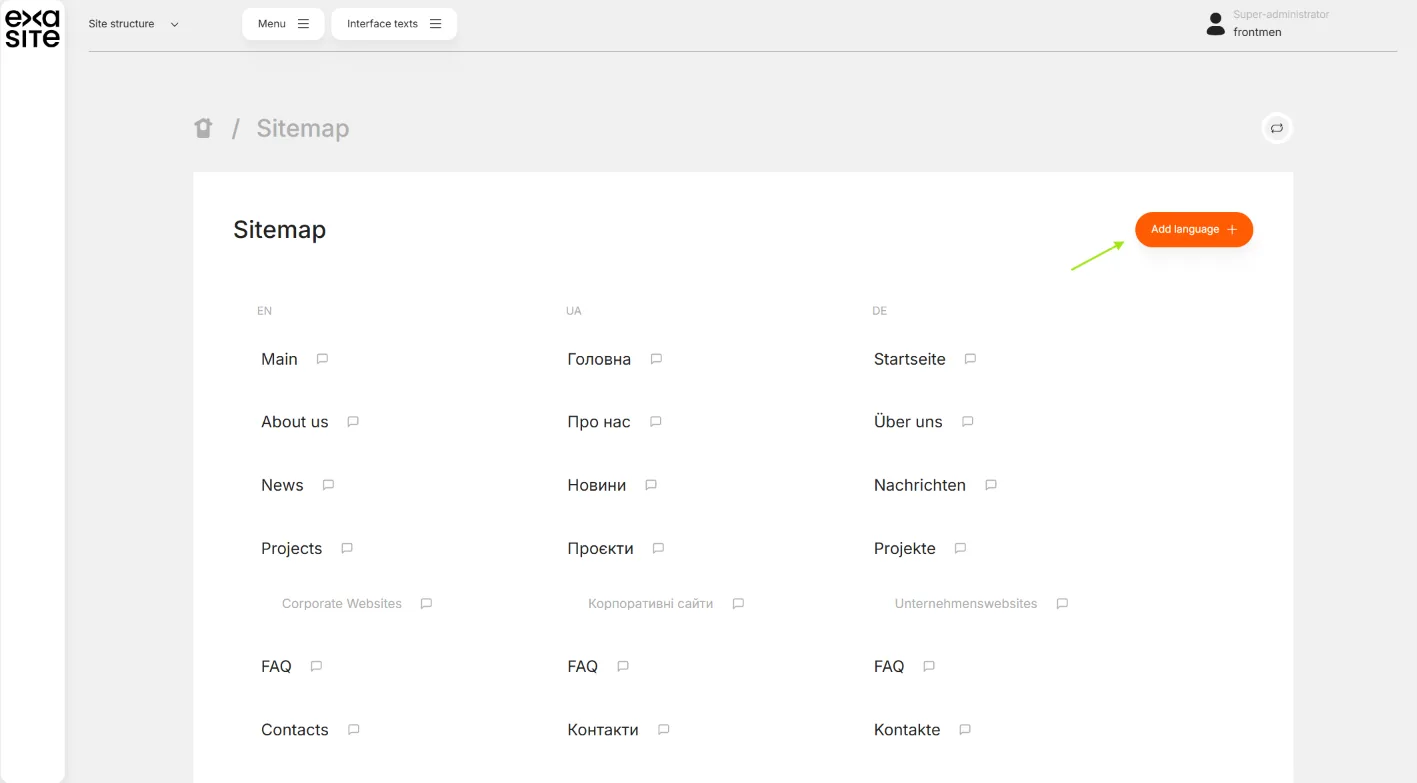 exa
site
Site structure
Menu
Interface texts
Super-administrator
frontmen
/ Sitemap
Sitemap
Add language +
EN UA DE
Main Головна Startseite
About us Про нас Über uns
News Новини Nachrichten
Projects Проєкти Projekte
Corporate Websites Корпоративні сайти Unternehmenswebsites
FAQ FAQ FAQ
Contacts Контакти Kontakte